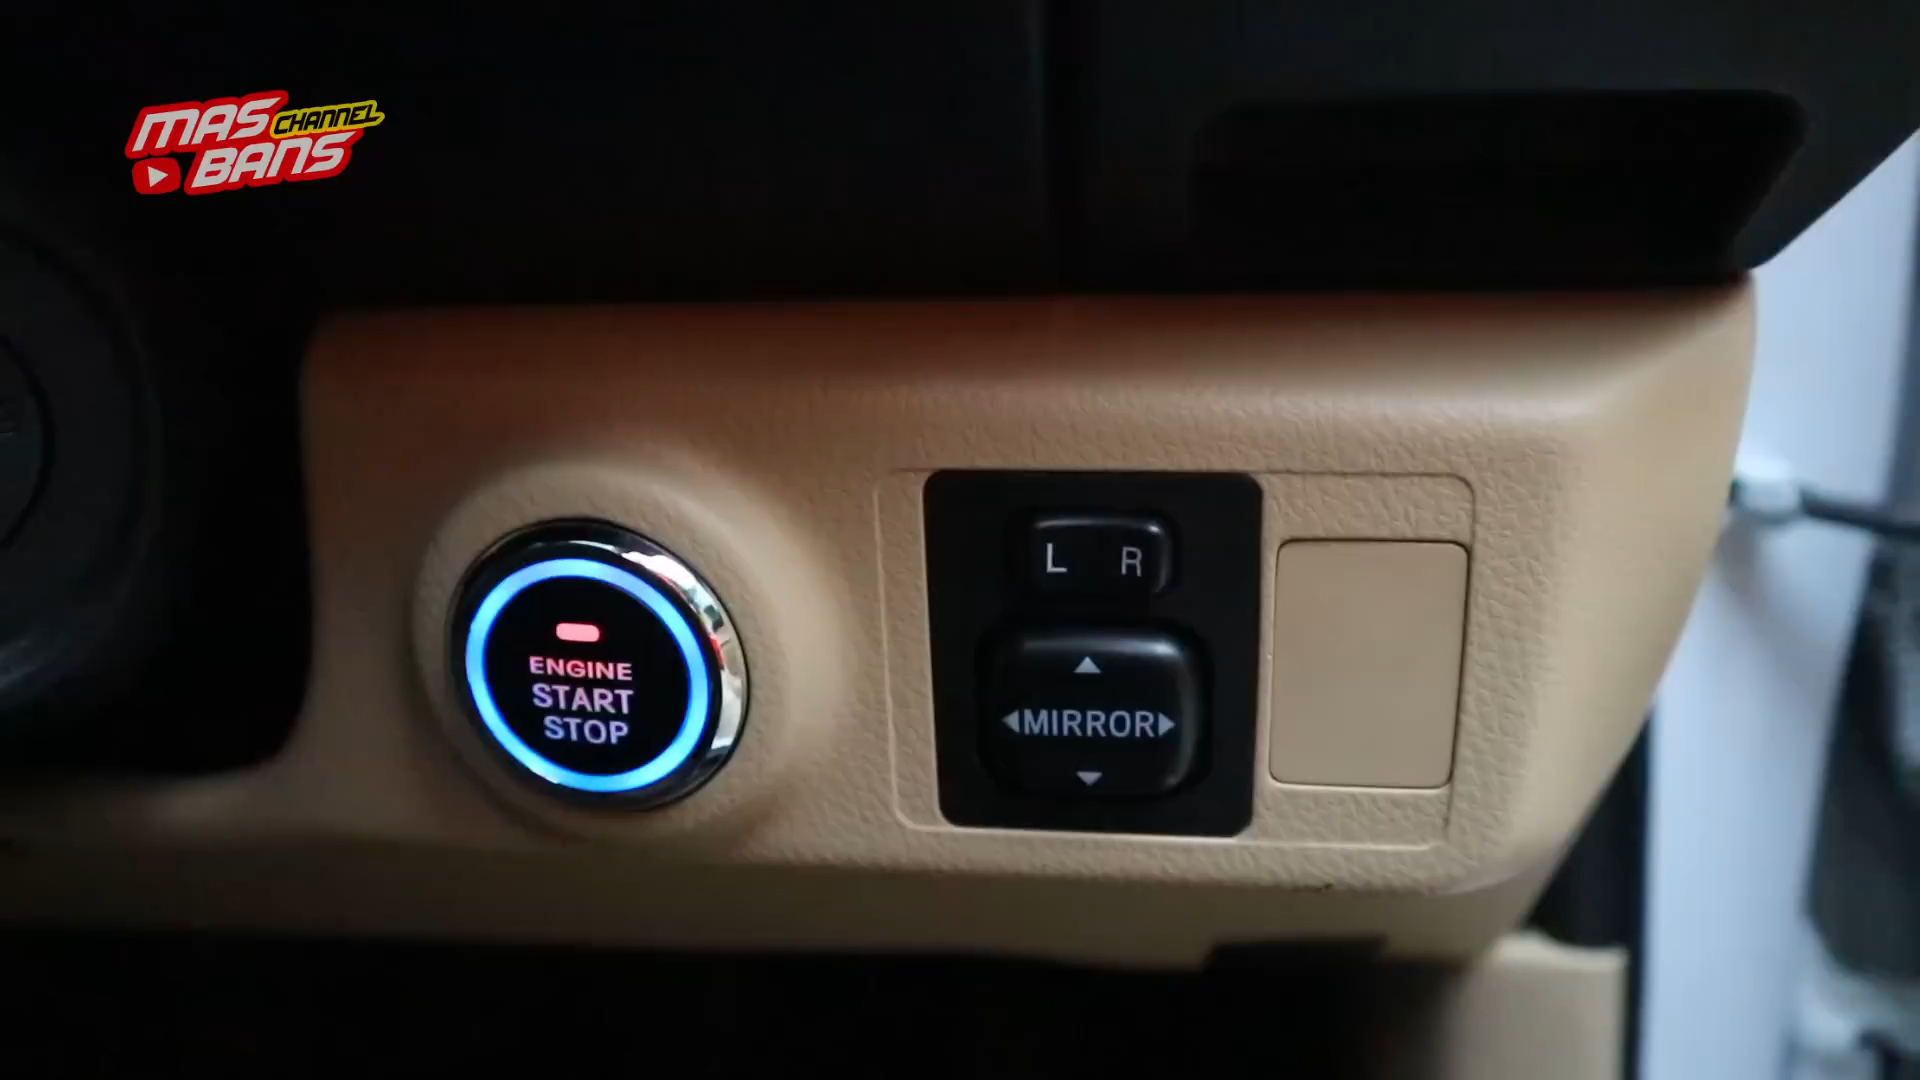 MAS CHANNEL
BANS
L R
ENGINE
START
STOP
MIRROR